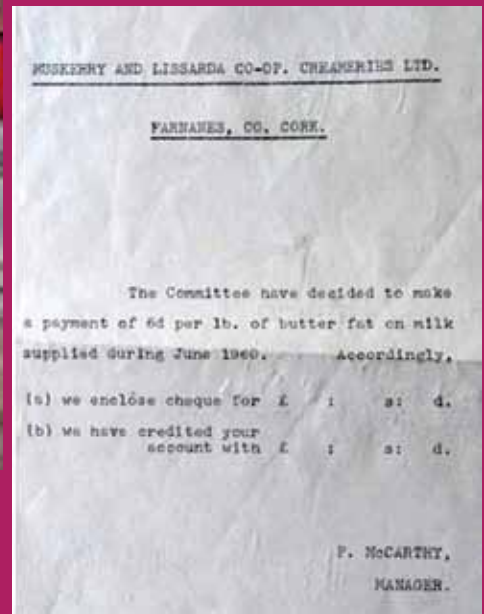 MUSKERRY AND LISSARDA CO-OP. CREAMERIES LTD.
FARNANES, CO. CORK.
The Committee have decided to make
a payment of 6d per lb. of butter fat on milk
supplied during June 1960. Accordingly,
(a) we enclose cheque for £ : s: d.
(b) we have credited your
account with £ : s: d.
P. McCARTHY,
MANAGER.